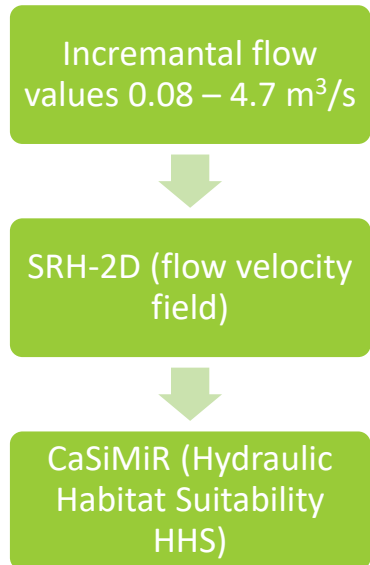 Incremantal flow
values 0.08 – 4.7 m³/s
SRH-2D (flow velocity
field)
CaSiMiR (Hydraulic
Habitat Suitability
HHS)